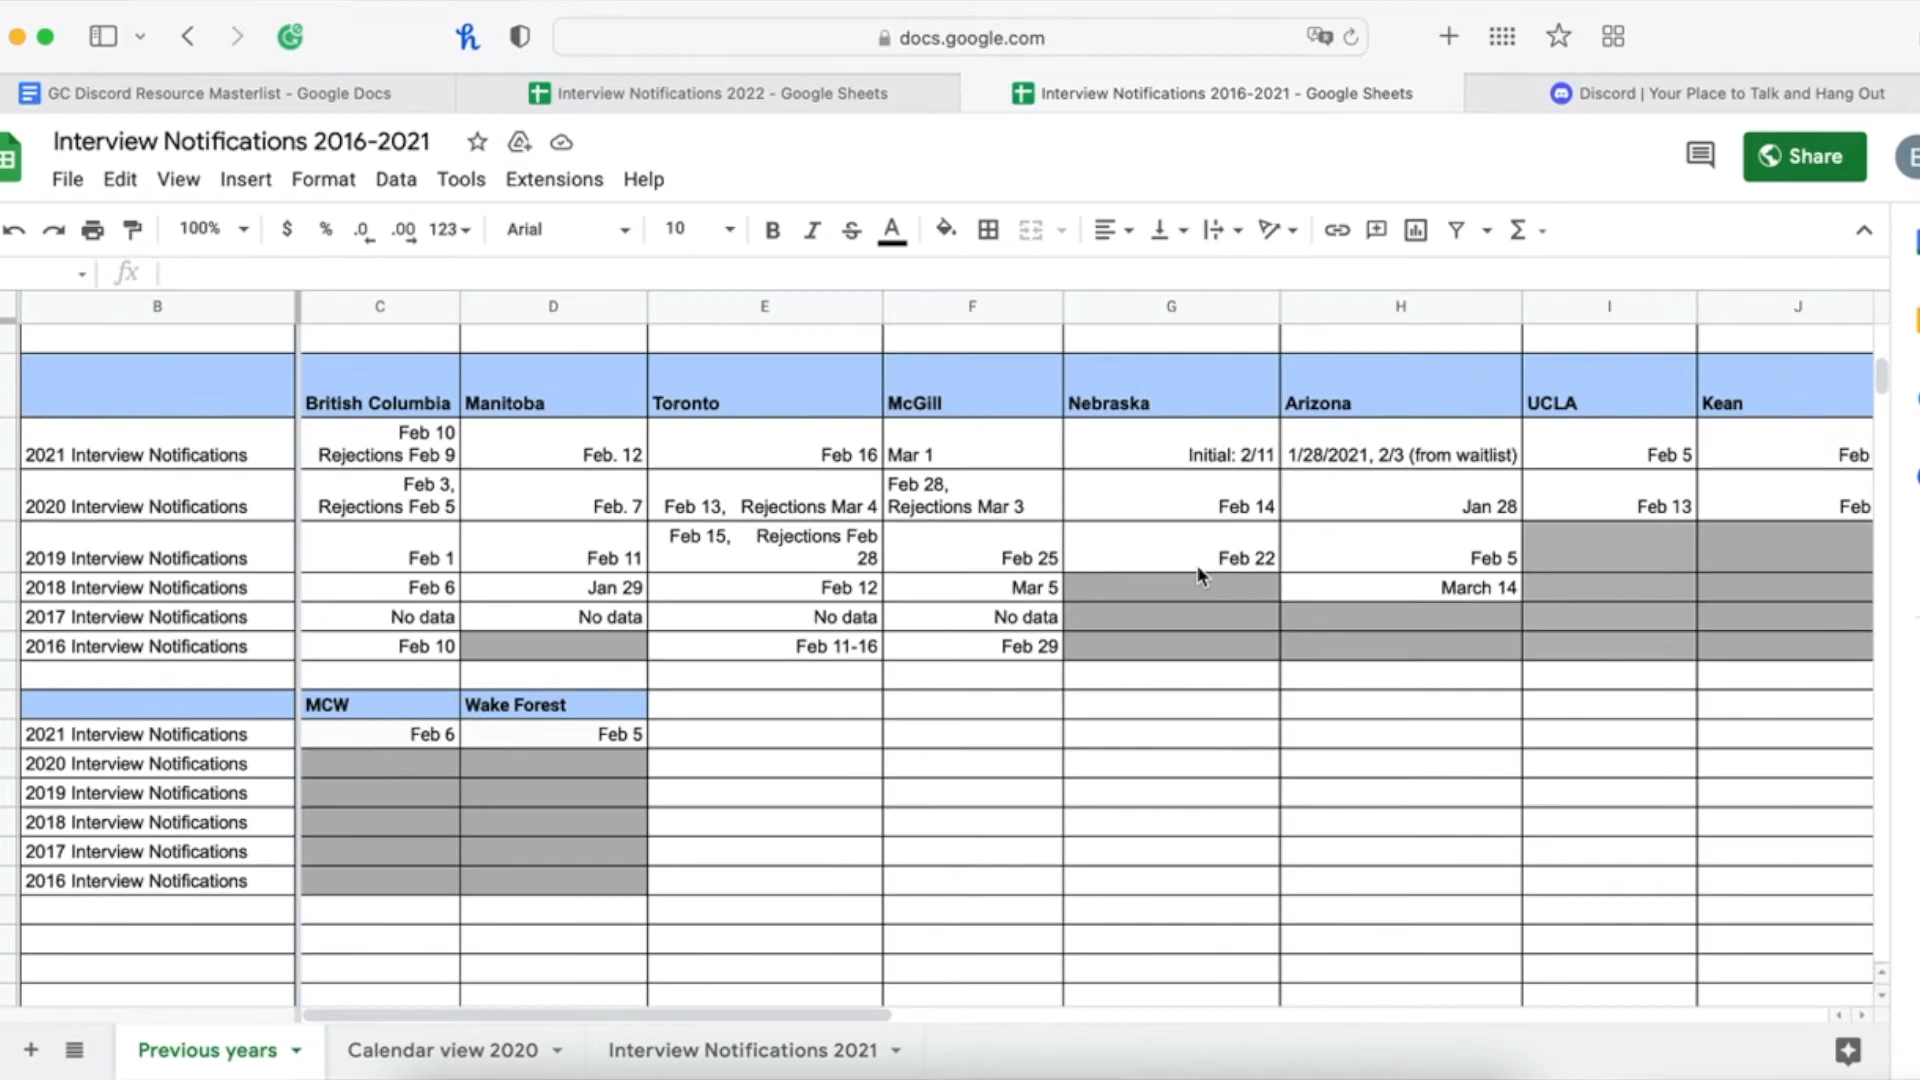 docs.google.com
GC Discord Resource Masterlist - Google Docs
Interview Notifications 2022 - Google Sheets
Interview Notifications 2016-2021 - Google Sheets
Discord | Your Place to Talk and Hang Out
Interview Notifications 2016-2021
Share
File Edit View Insert Format Data Tools Extensions Help
100% $ % .0 .00 123 Arial 10 B I S A Σ
fx
B C D E F G H I J
British Columbia Manitoba Toronto McGill Nebraska Arizona UCLA Kean
Feb 10
2021 Interview Notifications Rejections Feb 9 Feb. 12 Feb 16 Mar 1 Initial: 2/11 1/28/2021, 2/3 (from waitlist) Feb 5 Feb
Feb 3, Feb 28,
2020 Interview Notifications Rejections Feb 5 Feb. 7 Feb 13, Rejections Mar 4 Rejections Mar 3 Feb 14 Jan 28 Feb 13 Feb
Feb 15, Rejections Feb
2019 Interview Notifications Feb 1 Feb 11 28 Feb 25 Feb 22 Feb 5
2018 Interview Notifications Feb 6 Jan 29 Feb 12 Mar 5 March 14
2017 Interview Notifications No data No data No data No data
2016 Interview Notifications Feb 10 Feb 11-16 Feb 29
MCW Wake Forest
2021 Interview Notifications Feb 6 Feb 5
2020 Interview Notifications
2019 Interview Notifications
2018 Interview Notifications
2017 Interview Notifications
2016 Interview Notifications
Previous years Calendar view 2020 Interview Notifications 2021